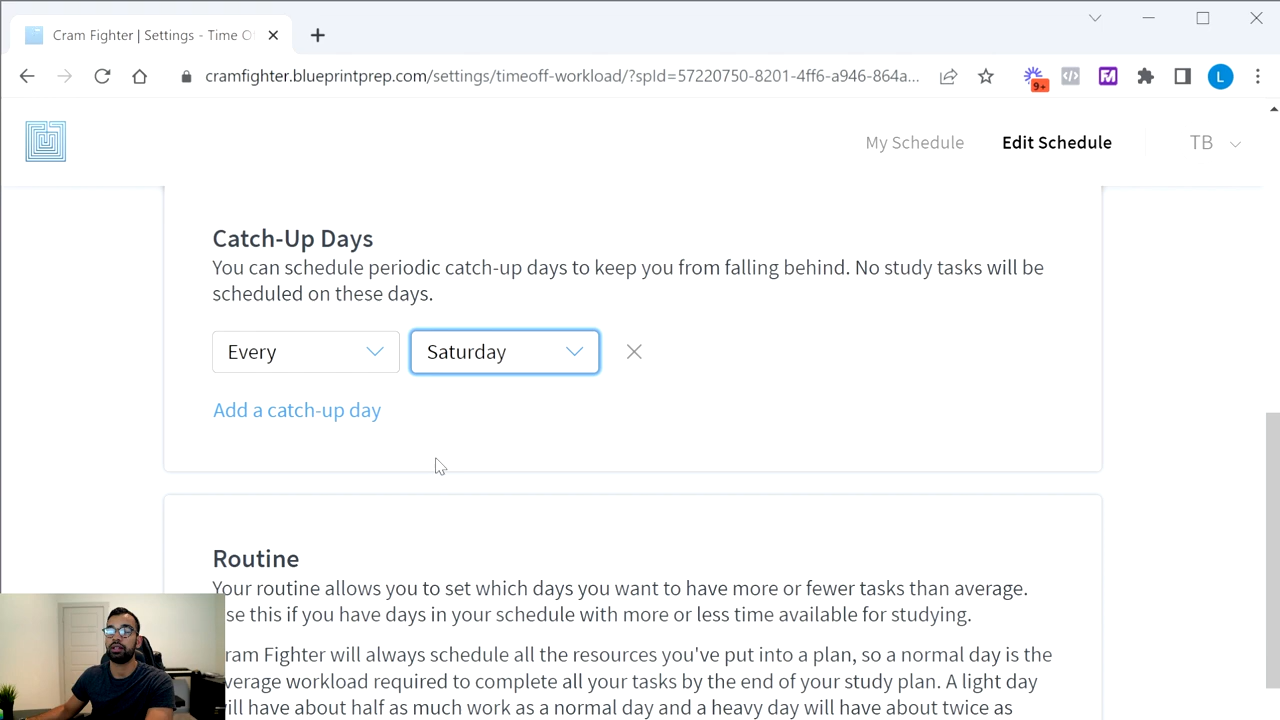 Cram Fighter | Settings - Time O
cramfighter.blueprintprep.com/settings/timeoff-workload/?spId=57220750-8201-4ff6-a946-864a...
9+
L
My Schedule
Edit Schedule
TB
Catch-Up Days
You can schedule periodic catch-up days to keep you from falling behind. No study tasks will be
scheduled on these days.
Every
Saturday
Add a catch-up day
Routine
Your routine allows you to set which days you want to have more or fewer tasks than average.
se this if you have days in your schedule with more or less time available for studying.
ram Fighter will always schedule all the resources you've put into a plan, so a normal day is the
verage workload required to complete all your tasks by the end of your study plan. A light day
ill have about half as much work as a normal day and a heavy day will have about twice as